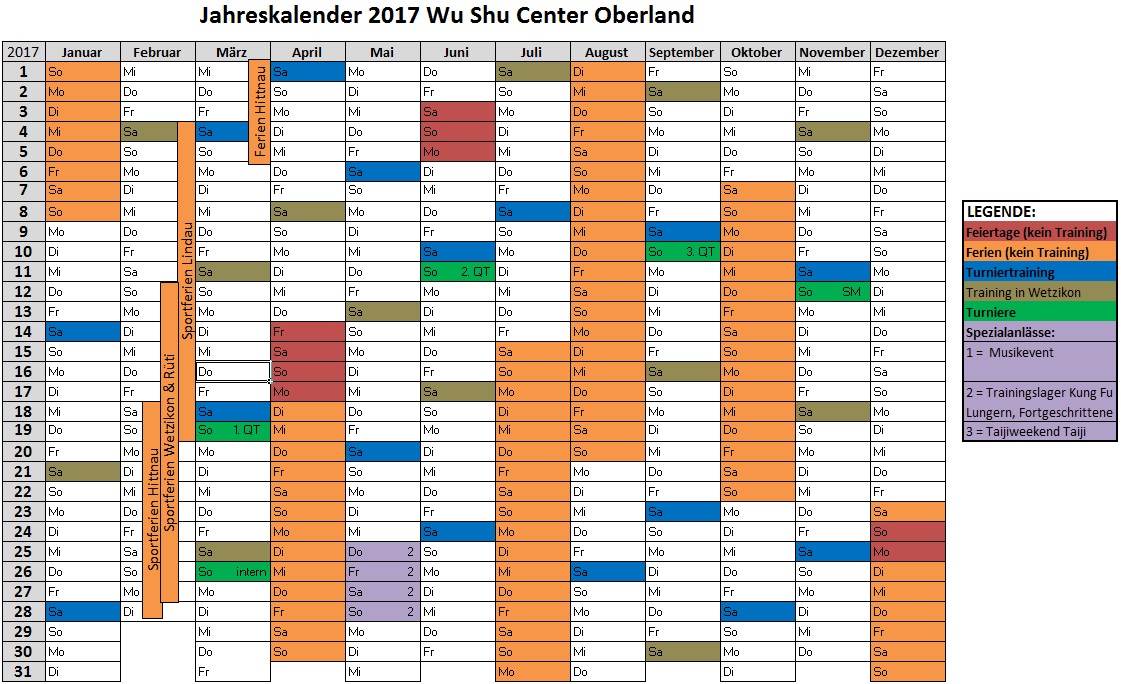 Jahreskalender 2017 Wu Shu Center Oberland
2017 Januar Februar März April Mai Juni Juli August September Oktober November Dezember
1 So Mi Mi Sa Mo Do Sa Di Fr So Mi Fr
2 Mo Do Do So Di Fr So Mi Sa Mo Do Sa
3 Di Fr Fr Mo Mi Sa Mo Do So Di Fr So
4 Mi Sa Sa Di Do So Di Fr Mo Mi Sa Mo
5 Do So So Mi Fr Mo Mi Sa Di Do So Di
6 Fr Mo Mo Do Sa Di Do So Mi Fr Mo Mi
7 Sa Di Di Fr So Mi Fr Mo Do Sa Di Do
8 So Mi Mi Sa Mo Do Sa Di Fr So Mi Fr
9 Mo Do Do So Di Fr So Mi Sa Mo Do Sa
10 Di Fr Fr Mo Mi Sa Mo Do So 3. QT Di Fr So
11 Mi Sa Sa Di Do So 2. QT Di Fr Mo Mi Sa Mo
12 Do So So Mi Fr Mo Mi Sa Di Do So SM Di
13 Fr Mo Mo Do Sa Di Do So Mi Fr Mo Mi
14 Sa Di Di Fr So Mi Fr Mo Do Sa Di Do
15 So Mi Mi Sa Mo Do Sa Di Fr So Mi Fr
16 Mo Do Do So Di Fr So Mi Sa Mo Do Sa
17 Di Fr Fr Mo Mi Sa Mo Do So Di Fr So
18 Mi Sa Sa Di Do So Di Fr Mo Mi Sa Mo
19 Do So So 1. QT Mi Fr Mo Mi Sa Di Do So Di
20 Fr Mo Mo Do Sa Di Do So Mi Fr Mo Mi
21 Sa Di Di Fr So Mi Fr Mo Do Sa Di Do
22 So Mi Mi Sa Mo Do Sa Di Fr So Mi Fr
23 Mo Do Do So Di Fr So Mi Sa Mo Do Sa
24 Di Fr Fr Mo Mi Sa Mo Do So Di Fr So
25 Mi Sa Sa Di Do 2 So Di Fr Mo Mi Sa Mo
26 Do So So intern Mi Fr 2 Mo Mi Sa Di Do So Di
27 Fr Mo Mo Do Sa 2 Di Do So Mi Fr Mo Mi
28 Sa Di Di Fr So 2 Mi Fr Mo Do Sa Di Do
29 So Mi Sa Mo Do Sa Di Fr So Mi Fr
30 Mo Do So Di Fr So Mi Sa Mo Do Sa
31 Di Fr Mi Mo Do Di So
Ferien Hittnau
Sportferien Lindau
Sportferien Wetzikon & Rüti
Sportferien Hittnau
LEGENDE:
Feiertage (kein Training)
Ferien (kein Training)
Turniertraining
Training in Wetzikon
Turniere
Spezialanlässe:
1 = Musikevent
2 = Trainingslager Kung Fu
Lungern, Fortgeschrittene
3 = Taijiweekend Taiji